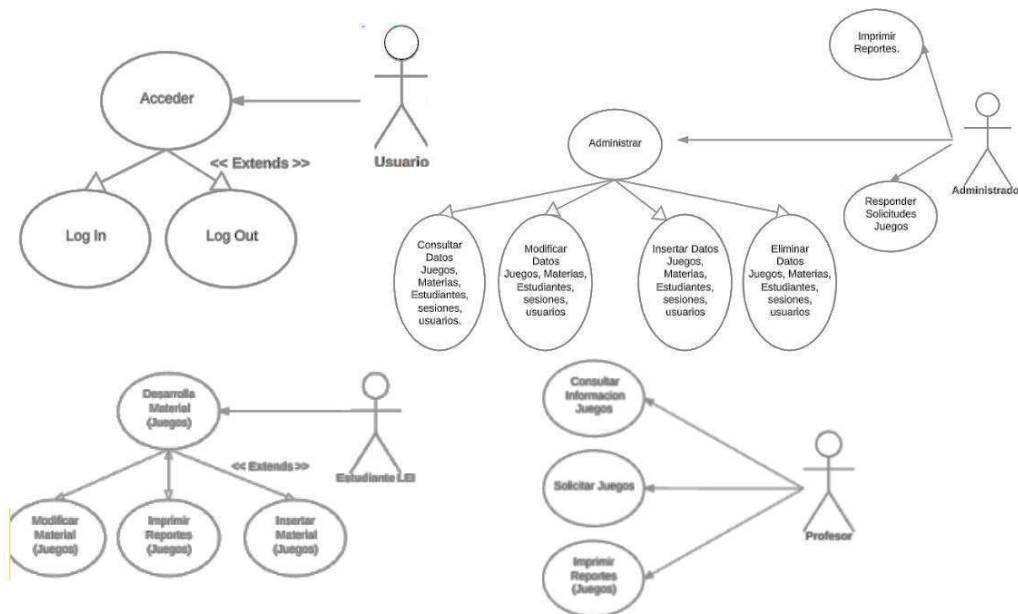 Acceder
Usuario
<< Extends >>
Log In
Log Out
Imprimir
Reportes.
Administrar
Administrado
Responder
Solicitudes
Juegos
Consultar
Datos
Juegos,
Materias,
Estudiantes,
sesiones,
usuarios.
Modificar
Datos
Juegos, Materias,
Estudiantes,
sesiones,
usuarios
Insertar Datos
Juegos,
Materias,
Estudiantes,
sesiones,
usuarios
Eliminar
Datos
Juegos, Materias,
Estudiantes,
sesiones,
usuarios
Desarrolla
Material
(Juegos)
<< Extends >>
Estudiante LEI
Modificar
Material
(Juegos)
Imprimir
Reportes
(Juegos)
Insertar
Material
(Juegos)
Consultar
Informacion
Juegos
Solicitar Juegos
Profesor
Imprimir
Reportes
(Juegos)